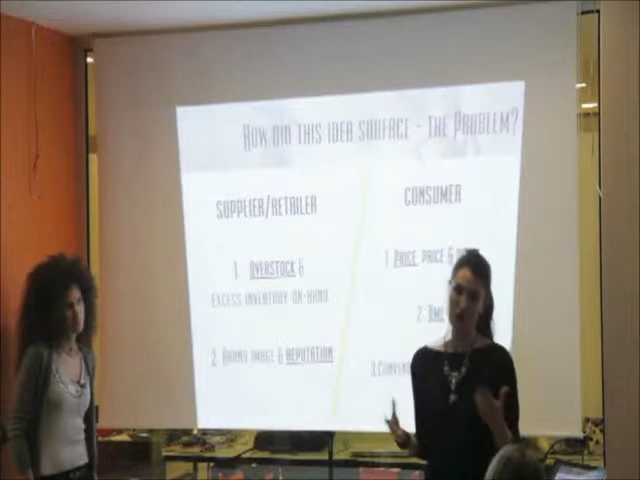 How did this idea surface - the Problem?
SUPPLIER/RETAILER
CONSUMER
1. Overstock &
excess inventory-on-hand
2. Brand image & reputation
1. Price, price &
2. Time